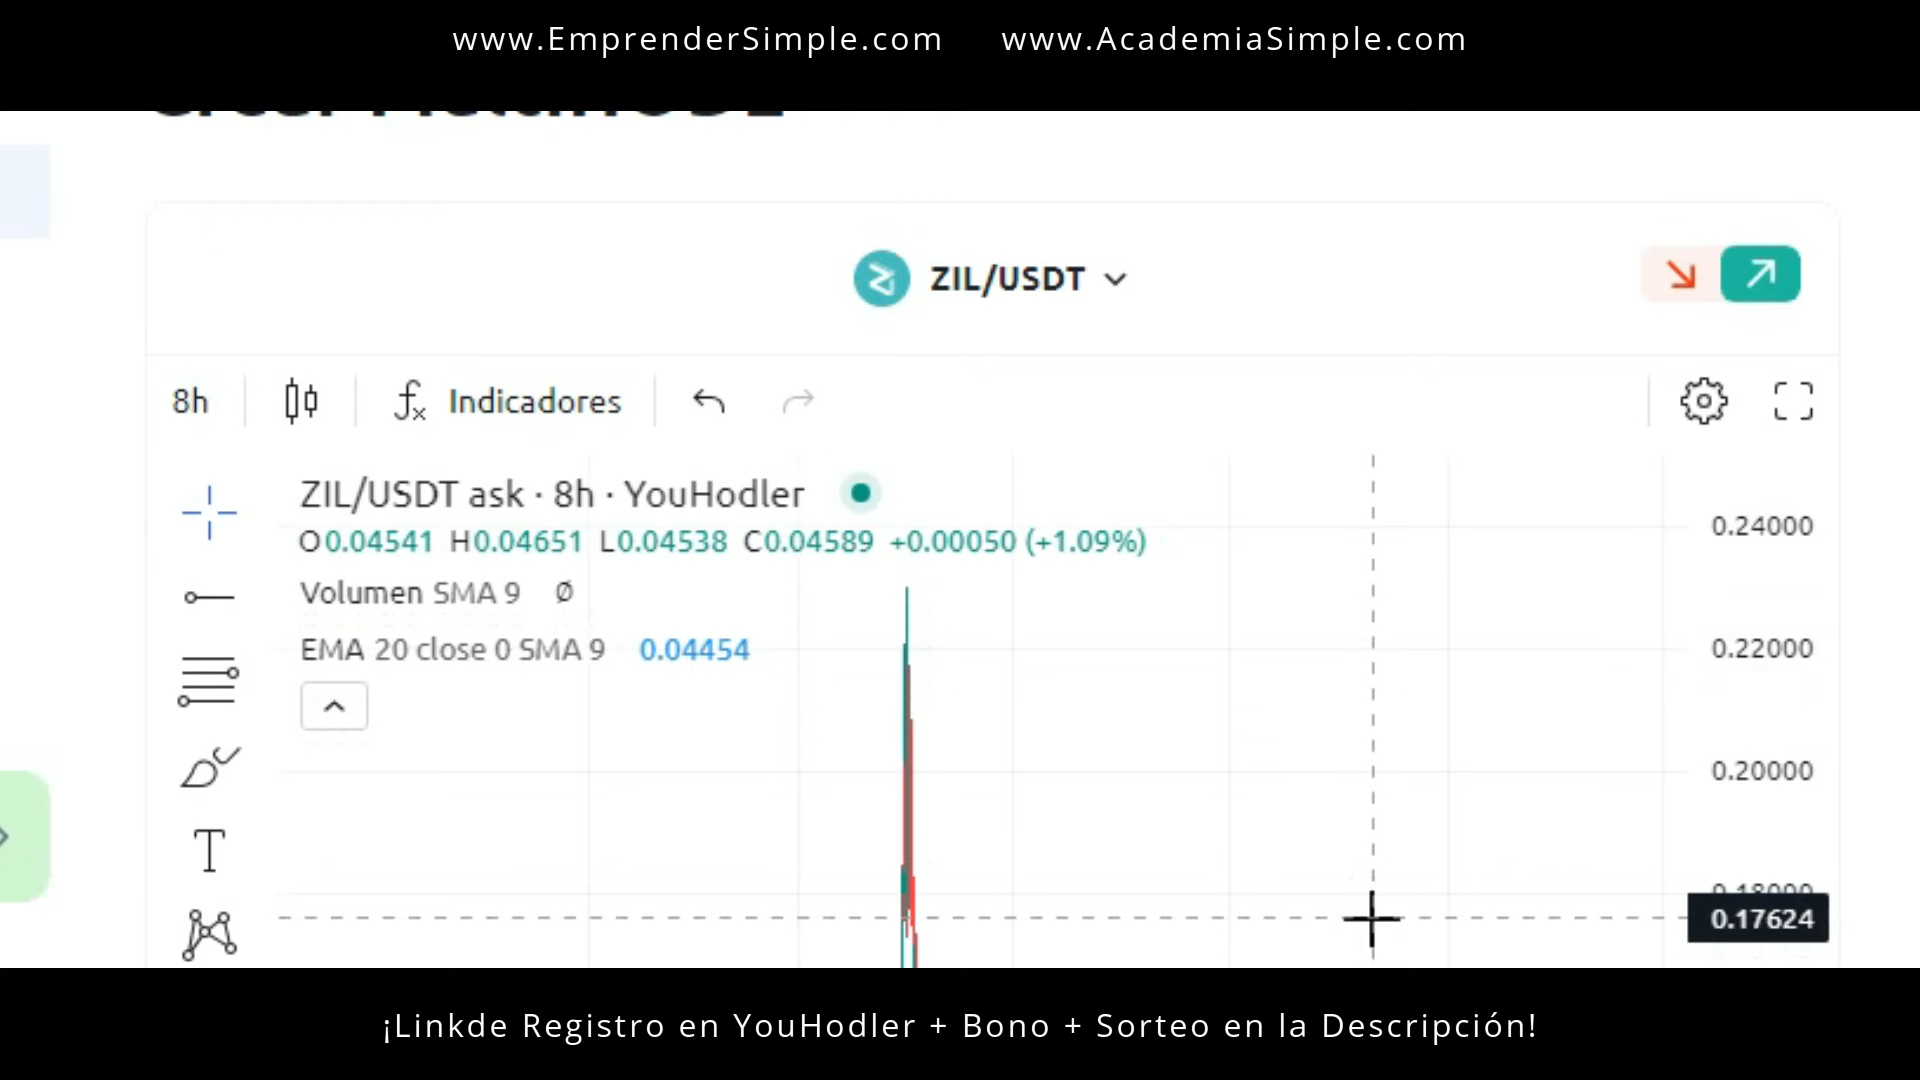 www.EmprenderSimple.com www.AcademiaSimple.com
ZIL/USDT
8h Indicadores
ZIL/USDT ask · 8h · YouHodler
O0.04541 H0.04651 L0.04538 C0.04589 +0.00050 (+1.09%)
Volumen SMA 9 Ø
EMA 20 close 0 SMA 9 0.04454
0.24000
0.22000
0.20000
0.18000
0.17624
¡Linkde Registro en YouHodler + Bono + Sorteo en la Descripción!